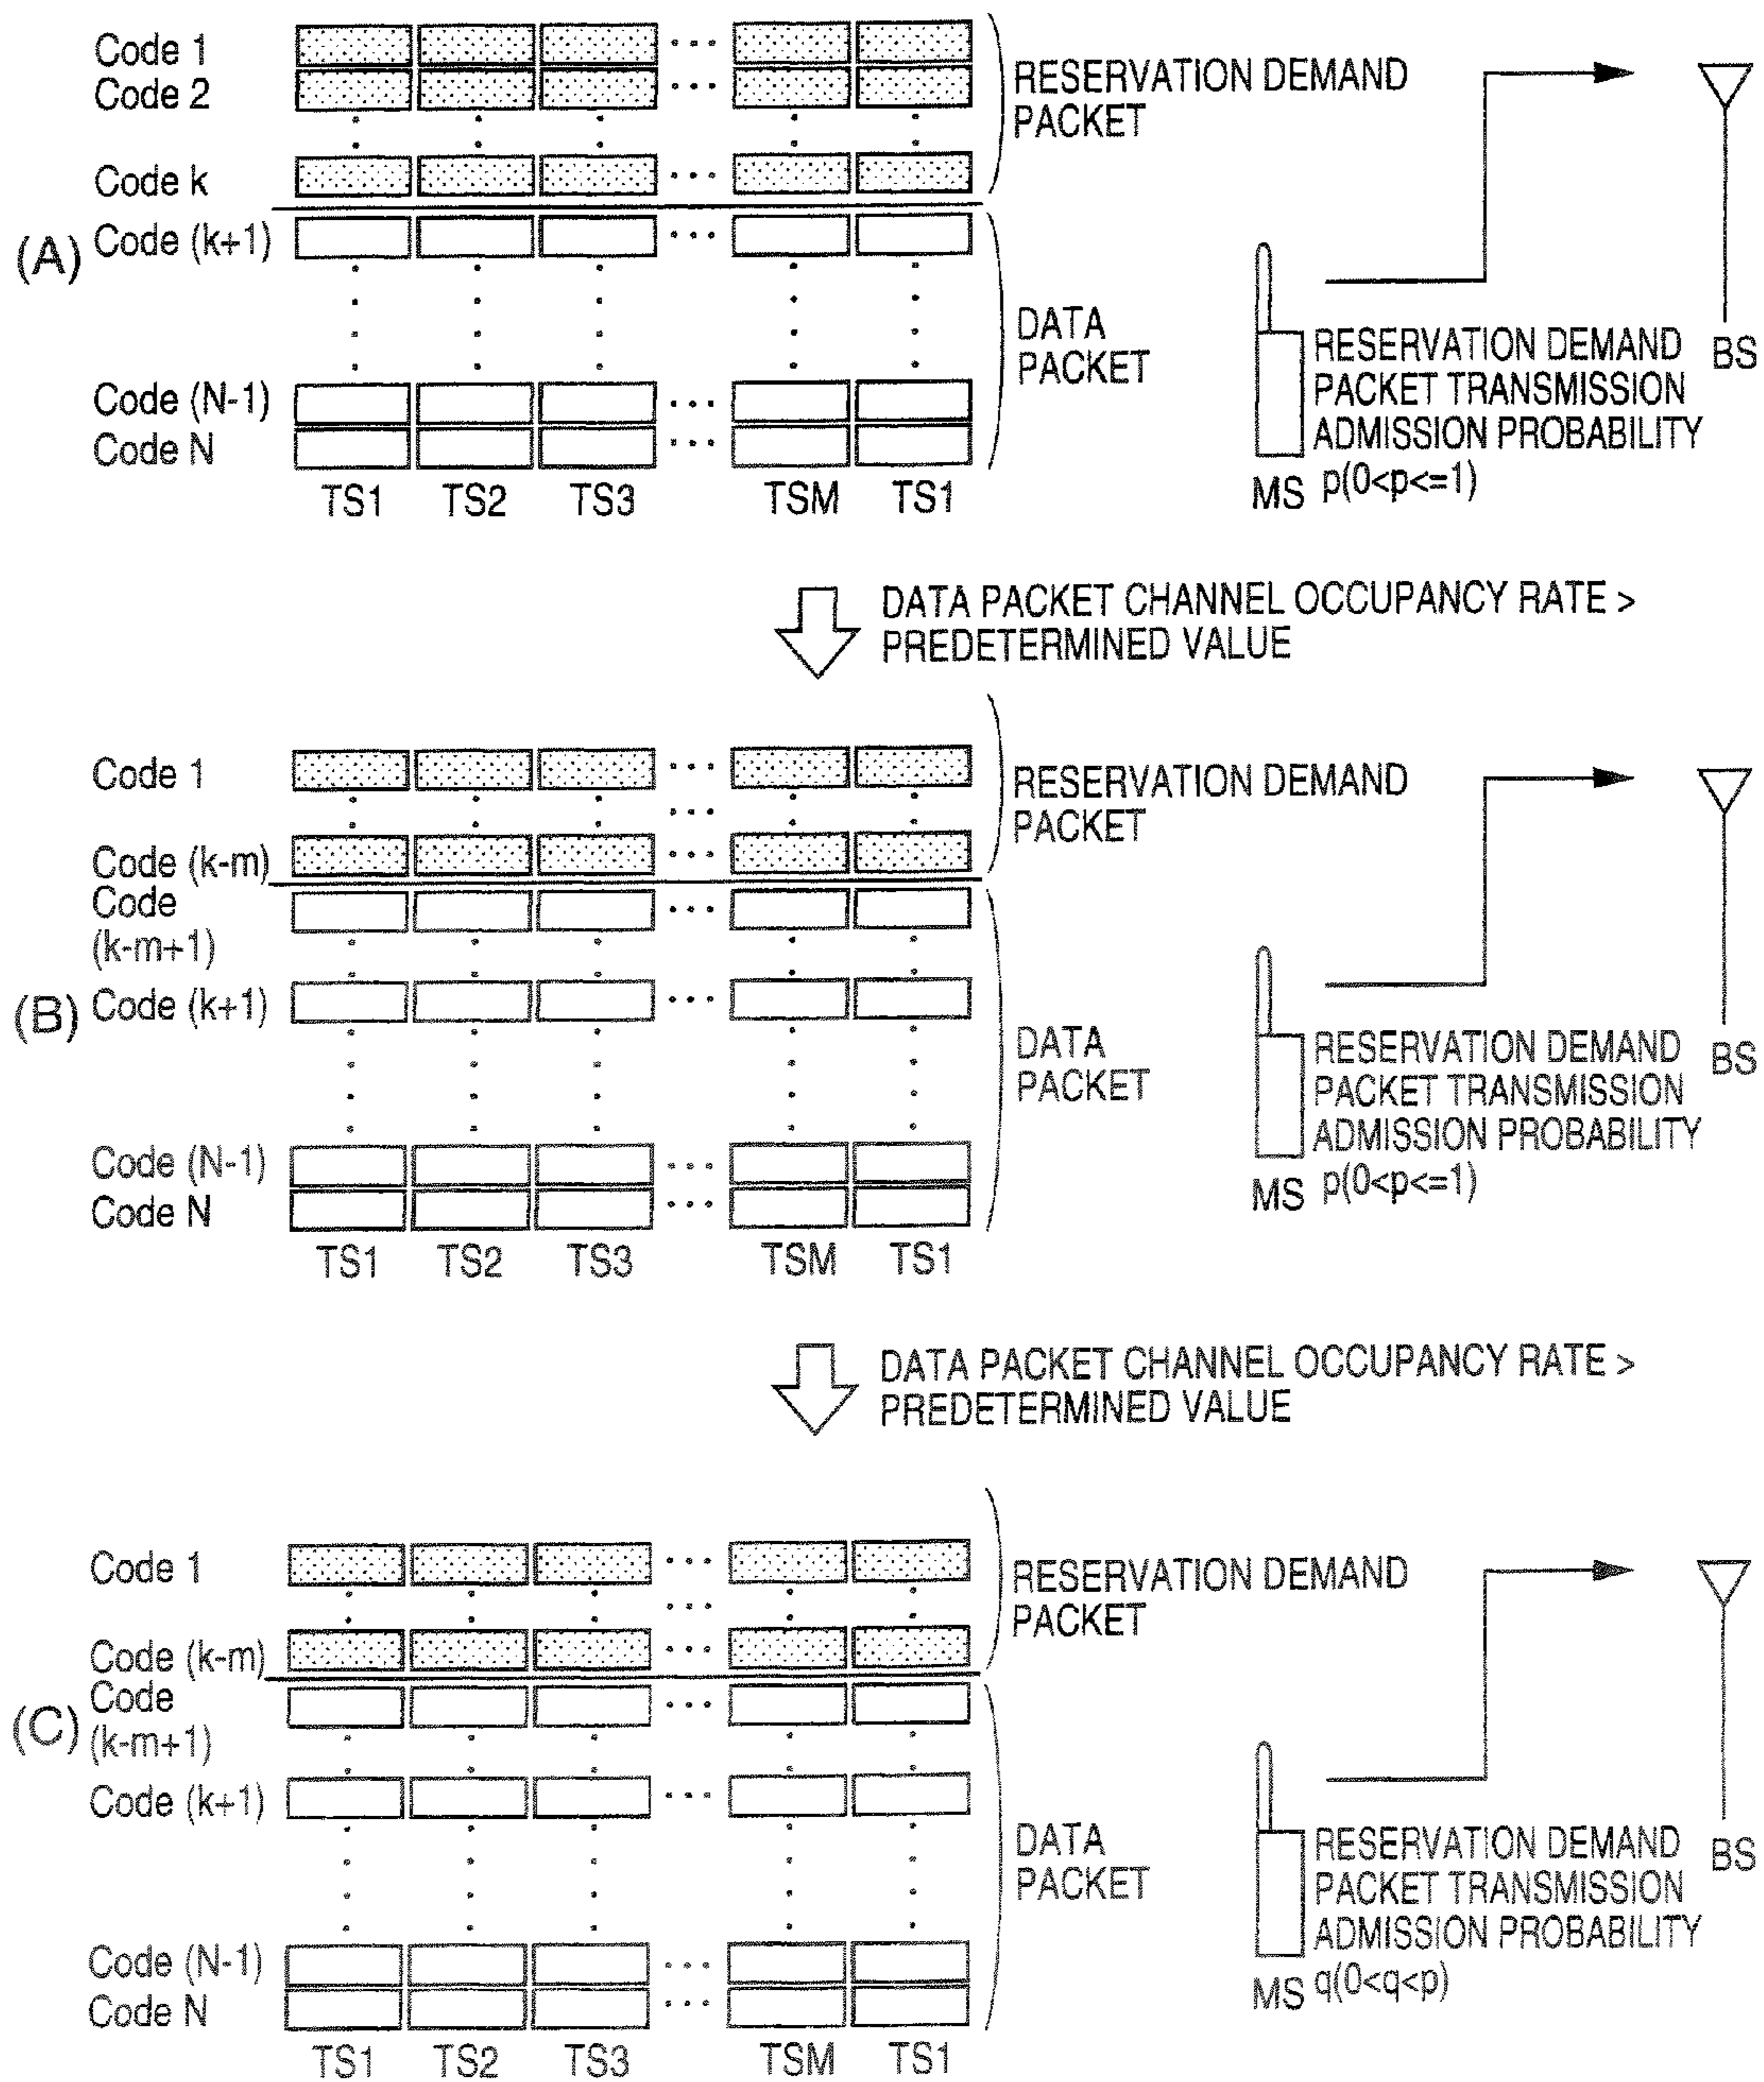 Code 1
Code 2
Code k
(A) Code (k+1)
Code (N-1)
Code N
TS1 TS2 TS3 TSM TS1
RESERVATION DEMAND
PACKET
DATA
PACKET
RESERVATION DEMAND
PACKET TRANSMISSION
ADMISSION PROBABILITY
MS p(0<p<=1)
BS
DATA PACKET CHANNEL OCCUPANCY RATE >
PREDETERMINED VALUE
Code 1
Code (k-m)
Code
(k-m+1)
(B) Code (k+1)
Code (N-1)
Code N
TS1 TS2 TS3 TSM TS1
RESERVATION DEMAND
PACKET
DATA
PACKET
RESERVATION DEMAND
PACKET TRANSMISSION
ADMISSION PROBABILITY
MS p(0<p<=1)
BS
DATA PACKET CHANNEL OCCUPANCY RATE >
PREDETERMINED VALUE
Code 1
Code (k-m)
Code
(C) (k-m+1)
Code (k+1)
Code (N-1)
Code N
TS1 TS2 TS3 TSM TS1
RESERVATION DEMAND
PACKET
DATA
PACKET
RESERVATION DEMAND
PACKET TRANSMISSION
ADMISSION PROBABILITY
MS q(0<q<p)
BS